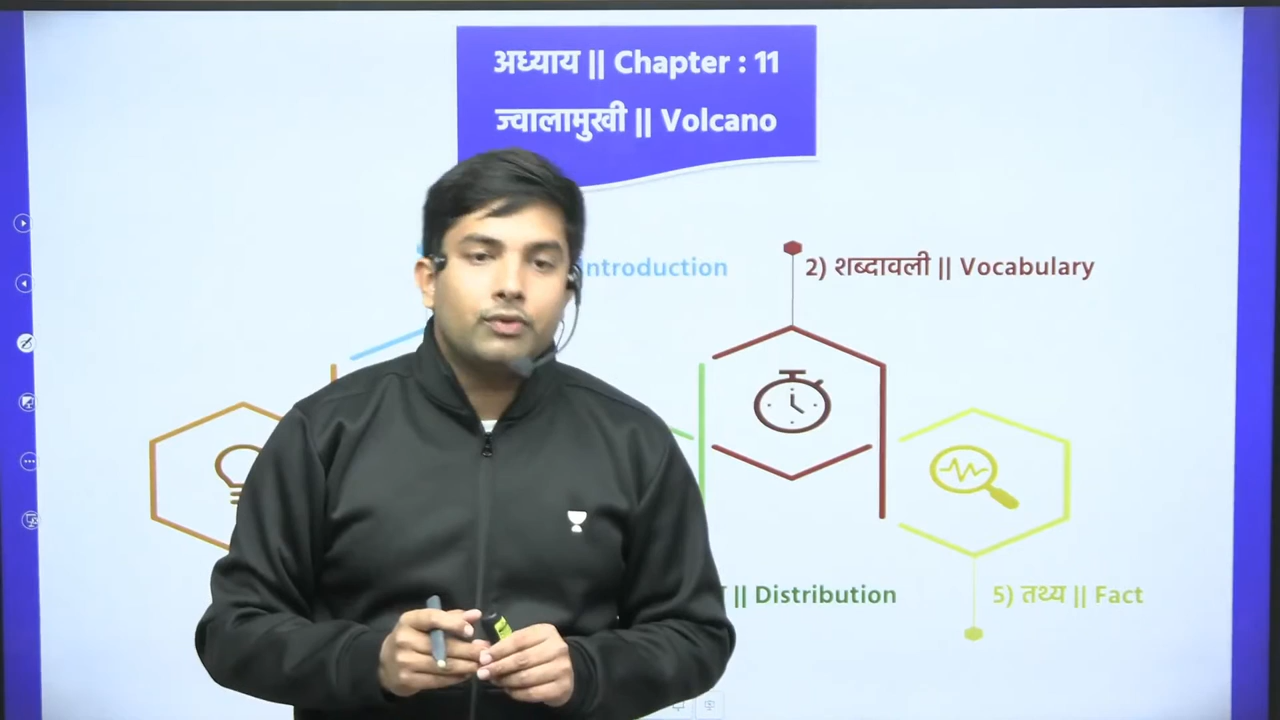 अध्याय || Chapter : 11
ज्वालामुखी || Volcano
introduction
2) शब्दावली || Vocabulary
|| Distribution
5) तथ्य || Fact